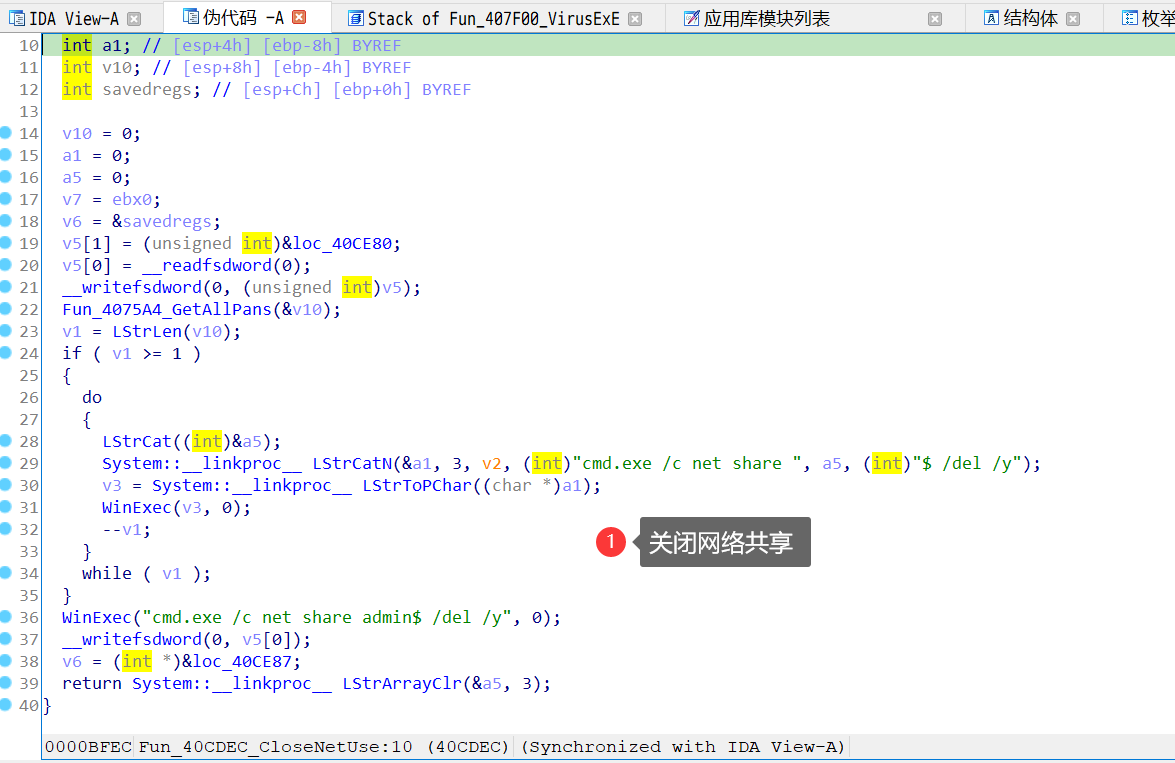 IDA View-A 伪代码 -A Stack of Fun_407F00_VirusExE 应用库模块列表 结构体 枚举
10 int a1; // [esp+4h] [ebp-8h] BYREF
11 int v10; // [esp+8h] [ebp-4h] BYREF
12 int savedregs; // [esp+Ch] [ebp+0h] BYREF
13
14 v10 = 0;
15 a1 = 0;
16 a5 = 0;
17 v7 = ebx0;
18 v6 = &savedregs;
19 v5[1] = (unsigned int)&loc_40CE80;
20 v5[0] = __readfsdword(0);
21 __writefsdword(0, (unsigned int)v5);
22 Fun_4075A4_GetAllPans(&v10);
23 v1 = LStrLen(v10);
24 if ( v1 >= 1 )
25 {
26 do
27 {
28 LStrCat((int)&a5);
29 System::__linkproc__ LStrCatN(&a1, 3, v2, (int)"cmd.exe /c net share ", a5, (int)"$ /del /y");
30 v3 = System::__linkproc__ LStrToPChar((char *)a1);
31 WinExec(v3, 0);
32 --v1;
1 关闭网络共享
33 }
34 while ( v1 );
35 }
36 WinExec("cmd.exe /c net share admin$ /del /y", 0);
37 __writefsdword(0, v5[0]);
38 v6 = (int *)&loc_40CE87;
39 return System::__linkproc__ LStrArrayClr(&a5, 3);
40 }
0000BFEC Fun_40CDEC_CloseNetUse:10 (40CDEC) (Synchronized with IDA View-A)